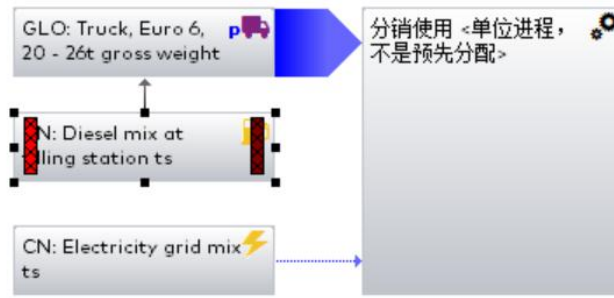 GLO: Truck, Euro 6, p
20 - 26t gross weight
分销使用 <单位进程，
不是预先分配>
N: Diesel mix at
lling station ts
CN: Electricity grid mix
ts